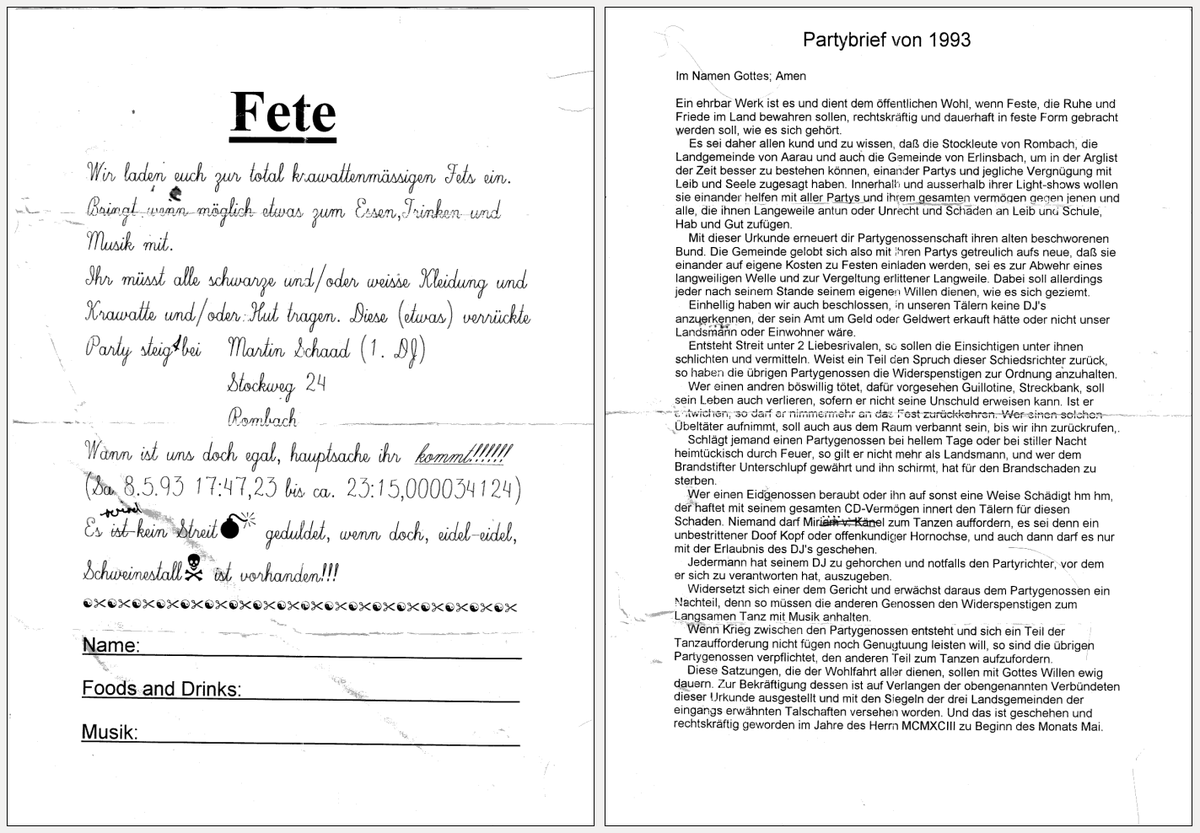 Fete
Wir laden euch zur total krawattenmässigen Fets ein.
Bringt wenn möglich etwas zum Essen,Trinken und
Musik mit.
Ihr müsst alle schwarze und/oder weisse Kleidung und
Krawatte und/oder Hut tragen. Diese (etwas) verrückte
Party steigt bei Martin Schaad (1. DJ)
Stockweg 24
Rombach
Wann ist uns doch egal, hauptsache ihr kommt!!!!!!!
(Sa 8.5.93 17:47,23 bis ca. 23:15,000034124)
wird
Es ist kein Streit geduldet, wenn doch, eidel-eidel,
Schweinestall ist vorhanden!!!
Name:
Foods and Drinks:
Musik:
Partybrief von 1993
Im Namen Gottes; Amen
Ein ehrbar Werk ist es und dient dem öffentlichen Wohl, wenn Feste, die Ruhe und
Friede im Land bewahren sollen, rechtskräftig und dauerhaft in feste Form gebracht
werden soll, wie es sich gehört.
Es sei daher allen kund und zu wissen, daß die Stockleute von Rombach, die
Landgemeinde von Aarau und auch die Gemeinde von Erlinsbach, um in der Arglist
der Zeit besser zu bestehen können, einander Partys und jegliche Vergnügung mit
Leib und Seele zugesagt haben. Innerhalb und ausserhalb ihrer Light-shows wollen
sie einander helfen mit aller Partys und ihrem gesamten vermögen gegen jenen und
alle, die ihnen Langeweile antun oder Unrecht und Schaden an Leib und Schule,
Hab und Gut zufügen.
Mit dieser Urkunde erneuert dir Partygenossenschaft ihren alten beschworenen
Bund. Die Gemeinde gelobt sich also mit ihren Partys getreulich aufs neue, daß sie
einander auf eigene Kosten zu Festen einladen werden, sei es zur Abwehr eines
langweiligen Welle und zur Vergeltung erlittener Langweile. Dabei soll allerdings
jeder nach seinem Stande seinem eigenen Willen dienen, wie es sich geziemt.
Einhellig haben wir auch beschlossen, in unseren Tälern keine DJ's
anzuerkennen, der sein Amt um Geld oder Geldwert erkauft hätte oder nicht unser
Landsmann oder Einwohner wäre.
Entsteht Streit unter 2 Liebesrivalen, so sollen die Einsichtigen unter ihnen
schlichten und vermitteln. Weist ein Teil den Spruch dieser Schiedsrichter zurück,
so haben die übrigen Partygenossen die Widerspenstigen zur Ordnung anzuhalten.
Wer einen andren böswillig tötet, dafür vorgesehen Guillotine, Streckbank, soll
sein Leben auch verlieren, sofern er nicht seine Unschuld erweisen kann. Ist er
entwichen, so darf er nimmermehr an das Fest zurückkehren. Wer einen solchen
Übeltäter aufnimmt, soll auch aus dem Raum verbannt sein, bis wir ihn zurückrufen,.
Schlägt jemand einen Partygenossen bei hellem Tage oder bei stiller Nacht
heimtückisch durch Feuer, so gilt er nicht mehr als Landsmann, und wer dem
Brandstifter Unterschlupf gewährt und ihn schirmt, hat für den Brandschaden zu
sterben.
Wer einen Eidgenossen beraubt oder ihn auf sonst eine Weise Schädigt hm hm,
der haftet mit seinem gesamten CD-Vermögen innert den Tälern für diesen
Schaden. Niemand darf zum Tanzen auffordern, es sei denn ein
unbestrittener Doof Kopf oder offenkundiger Hornochse, und auch dann darf es nur
mit der Erlaubnis des DJ's geschehen.
Jedermann hat seinem DJ zu gehorchen und notfalls den Partyrichter, vor dem
er sich zu verantworten hat, auszugeben.
Widersetzt sich einer dem Gericht und erwächst daraus dem Partygenossen ein
Nachteil, denn so müssen die anderen Genossen den Widerspenstigen zum
Langsamen Tanz mit Musik anhalten.
Wenn Krieg zwischen den Partygenossen entsteht und sich ein Teil der
Tanzaufforderung nicht fügen noch Genugtuung leisten will, so sind die übrigen
Partygenossen verpflichtet, den anderen Teil zum Tanzen aufzufordern.
Diese Satzungen, die der Wohlfahrt aller dienen, sollen mit Gottes Willen ewig
dauern. Zur Bekräftigung dessen ist auf Verlangen der obengenannten Verbündeten
dieser Urkunde ausgestellt und mit den Siegeln der drei Landsgemeinden der
eingangs erwähnten Talschaften versehen worden. Und das ist geschehen und
rechtskräftig geworden im Jahre des Herrn MCMXCIII zu Beginn des Monats Mai.